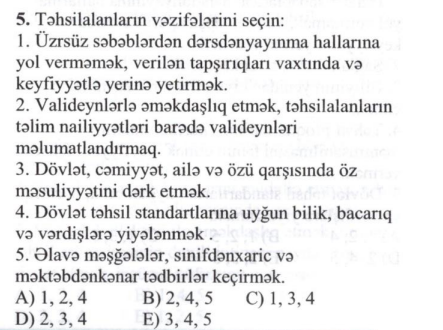 5. Təhsilalanların vəzifələrini seçin:
1. Üzrsüz səbəblərdən dərsdənyayınma hallarına
yol verməmək, verilən tapşırıqları vaxtında və
keyfiyyətlə yerinə yetirmək.
2. Valideynlərlə əməkdaşlıq etmək, təhsilalanların
təlim nailiyyətləri barədə valideynləri
məlumatlandırmaq.
3. Dövlət, cəmiyyət, ailə və özü qarşısında öz
məsuliyyətini dərk etmək.
4. Dövlət təhsil standartlarına uyğun bilik, bacarıq
və vərdişlərə yiyələnmək .
5. Əlavə məşğələlər, sinifdənxaric və
məktəbdənkənar tədbirlər keçirmək.
A) 1, 2, 4 B) 2, 4, 5 C) 1, 3, 4
D) 2, 3, 4 E) 3, 4, 5